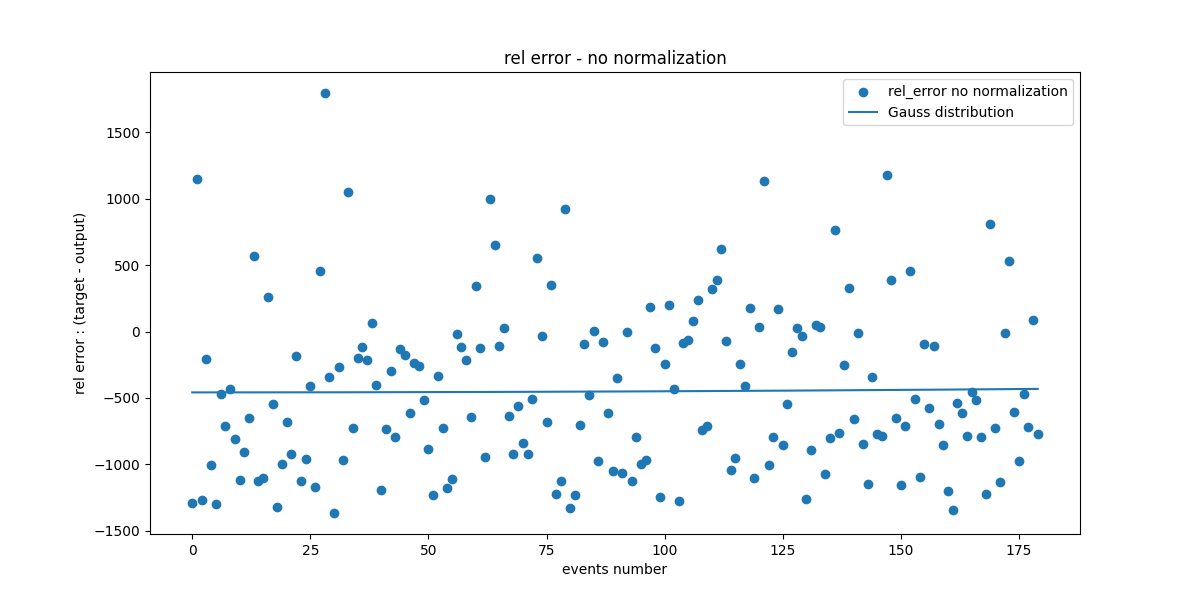 rel error - no normalization
rel_error no normalization
Gauss distribution
1500
1000
500
0
−500
−1000
−1500
rel error : (target - output)
0 25 50 75 100 125 150 175
events number